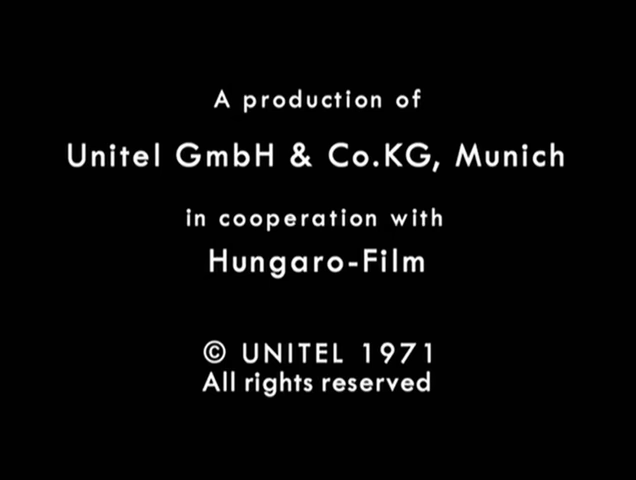 A production of
Unitel GmbH & Co.KG, Munich
in cooperation with
Hungaro-Film
© UNITEL 1971
All rights reserved